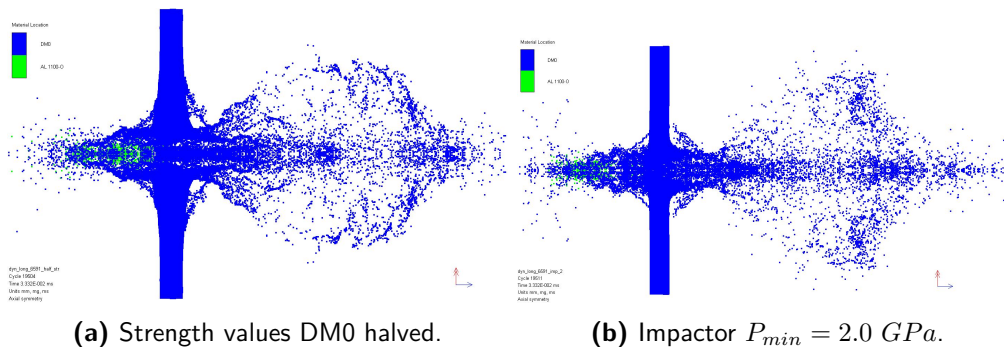 Material Location
DM0
AL 1100-O
dyn_long_6591_half_str
Cycle 19604
Time 3.332E-002 ms
Units mm, mg, ms
Axial symmetry
(a) Strength values DM0 halved.
Material Location
DM0
AL 1100-O
dyn_long_6591_imp_2
Cycle 19611
Time 3.332E-002 ms
Units mm, mg, ms
Axial symmetry
(b) Impactor P_min = 2.0 GPa.